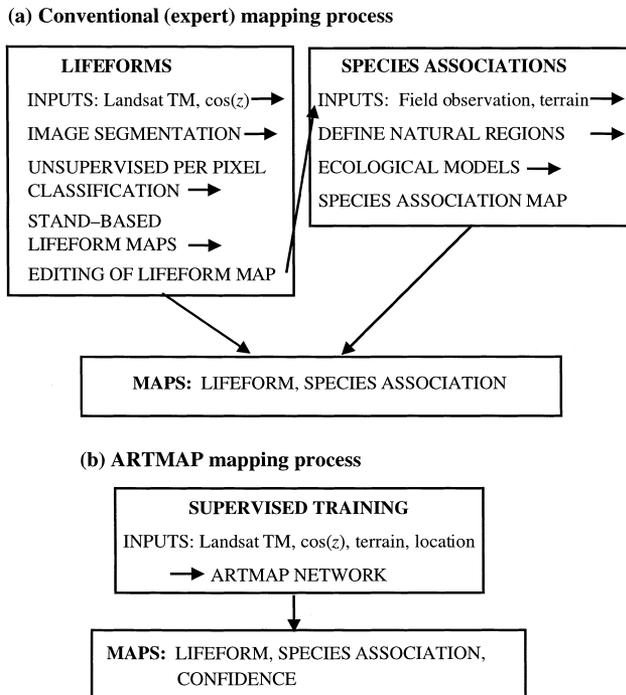 (a) Conventional (expert) mapping process
LIFEFORMS
INPUTS: Landsat TM, cos(z)
IMAGE SEGMENTATION
UNSUPERVISED PER PIXEL
CLASSIFICATION
STAND–BASED
LIFEFORM MAPS
EDITING OF LIFEFORM MAP
SPECIES ASSOCIATIONS
INPUTS: Field observation, terrain
DEFINE NATURAL REGIONS
ECOLOGICAL MODELS
SPECIES ASSOCIATION MAP
MAPS: LIFEFORM, SPECIES ASSOCIATION
(b) ARTMAP mapping process
SUPERVISED TRAINING
INPUTS: Landsat TM, cos(z), terrain, location
ARTMAP NETWORK
MAPS: LIFEFORM, SPECIES ASSOCIATION,
CONFIDENCE